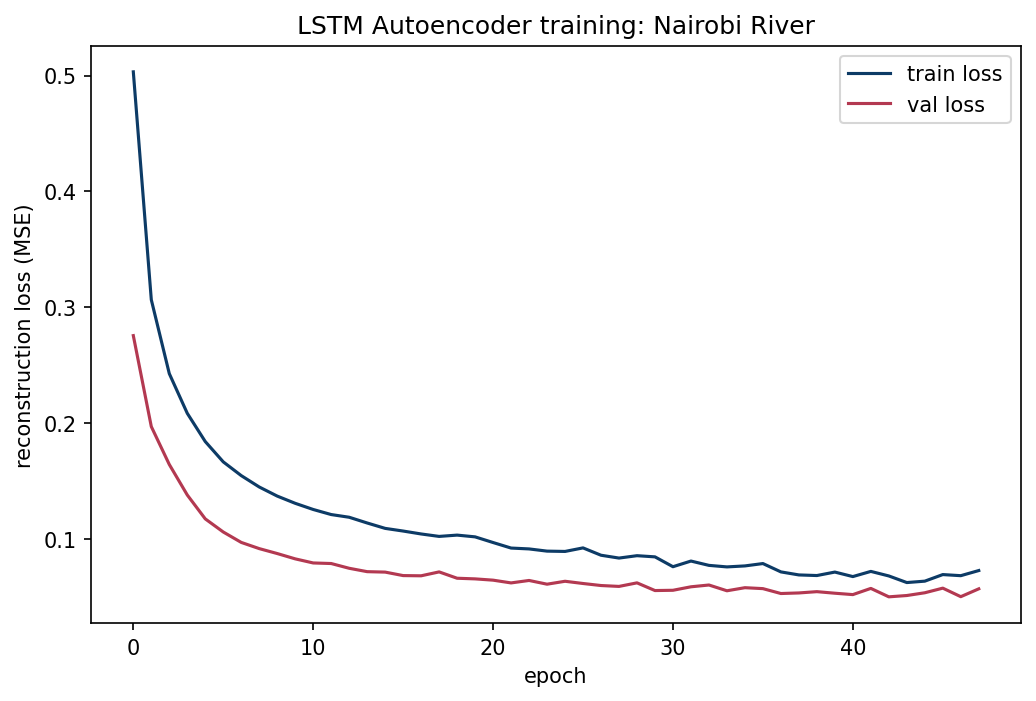 LSTM Autoencoder training: Nairobi River
train loss
val loss
reconstruction loss (MSE)
0.5
0.4
0.3
0.2
0.1
0 10 20 30 40
epoch